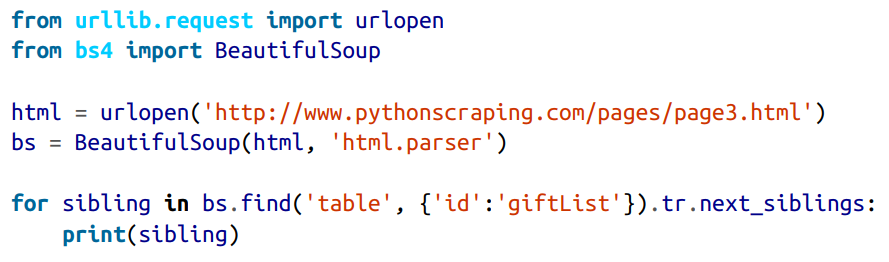 from urllib.request import urlopen
from bs4 import BeautifulSoup

html = urlopen('http://www.pythonscraping.com/pages/page3.html')
bs = BeautifulSoup(html, 'html.parser')

for sibling in bs.find('table', {'id':'giftList'}).tr.next_siblings:
    print(sibling)